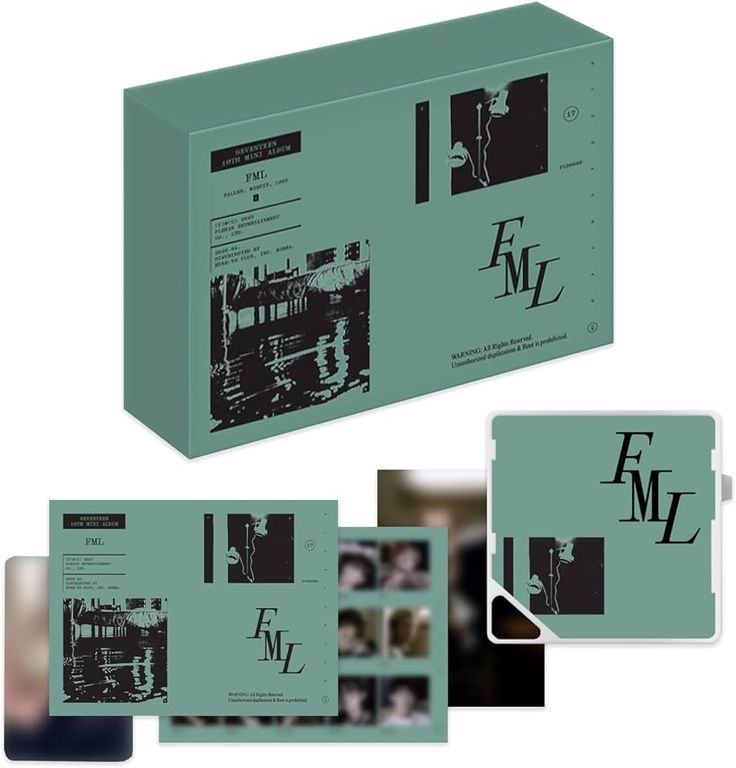 SEVENTEEN
10TH MINI ALBUM
FML
FALLEN, MISFIT, LOST
(P)&(C) 2023
PLEDIS ENTERTAINMENT
CO., LTD.
2023.04.
DISTRIBUTED BY
YG PLUS, INC. KOREA.
17
FML
WARNING: All Rights Reserved.
Unauthorized duplication & Rent is prohibited.
SEVENTEEN
10TH MINI ALBUM
FML
17
FML
WARNING: All Rights Reserved.
Unauthorized duplication & Rent is prohibited.
FML